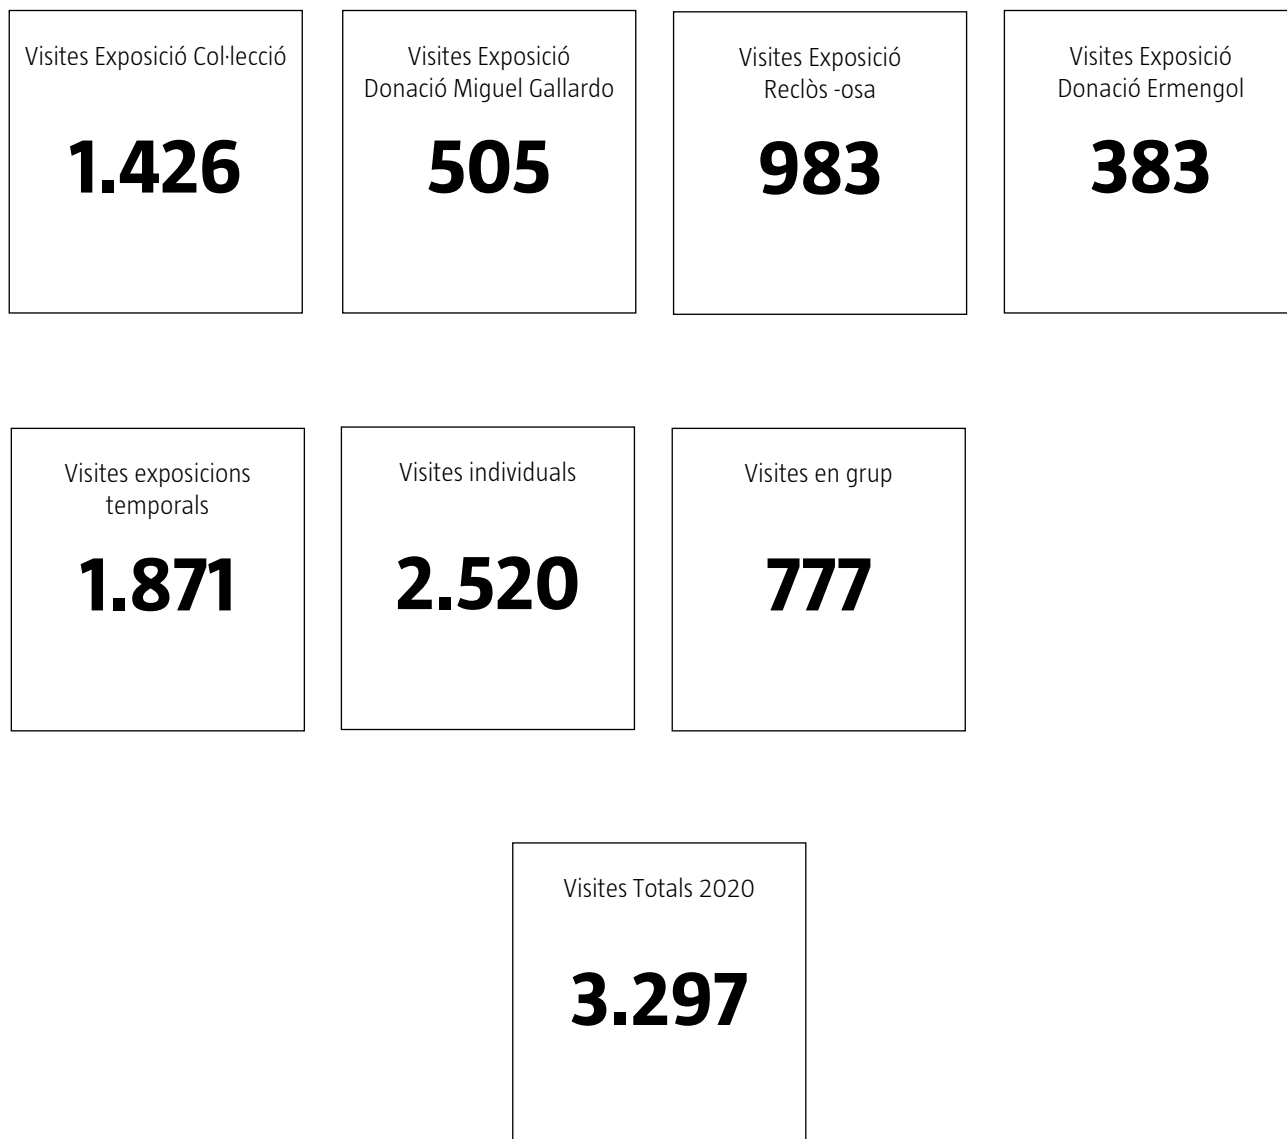 Visites Exposició Col·lecció
1.426
Visites Exposició
Donació Miguel Gallardo
505
Visites Exposició
Reclòs -osa
983
Visites Exposició
Donació Ermengol
383
Visites exposicions
temporals
1.871
Visites individuals
2.520
Visites en grup
777
Visites Totals 2020
3.297